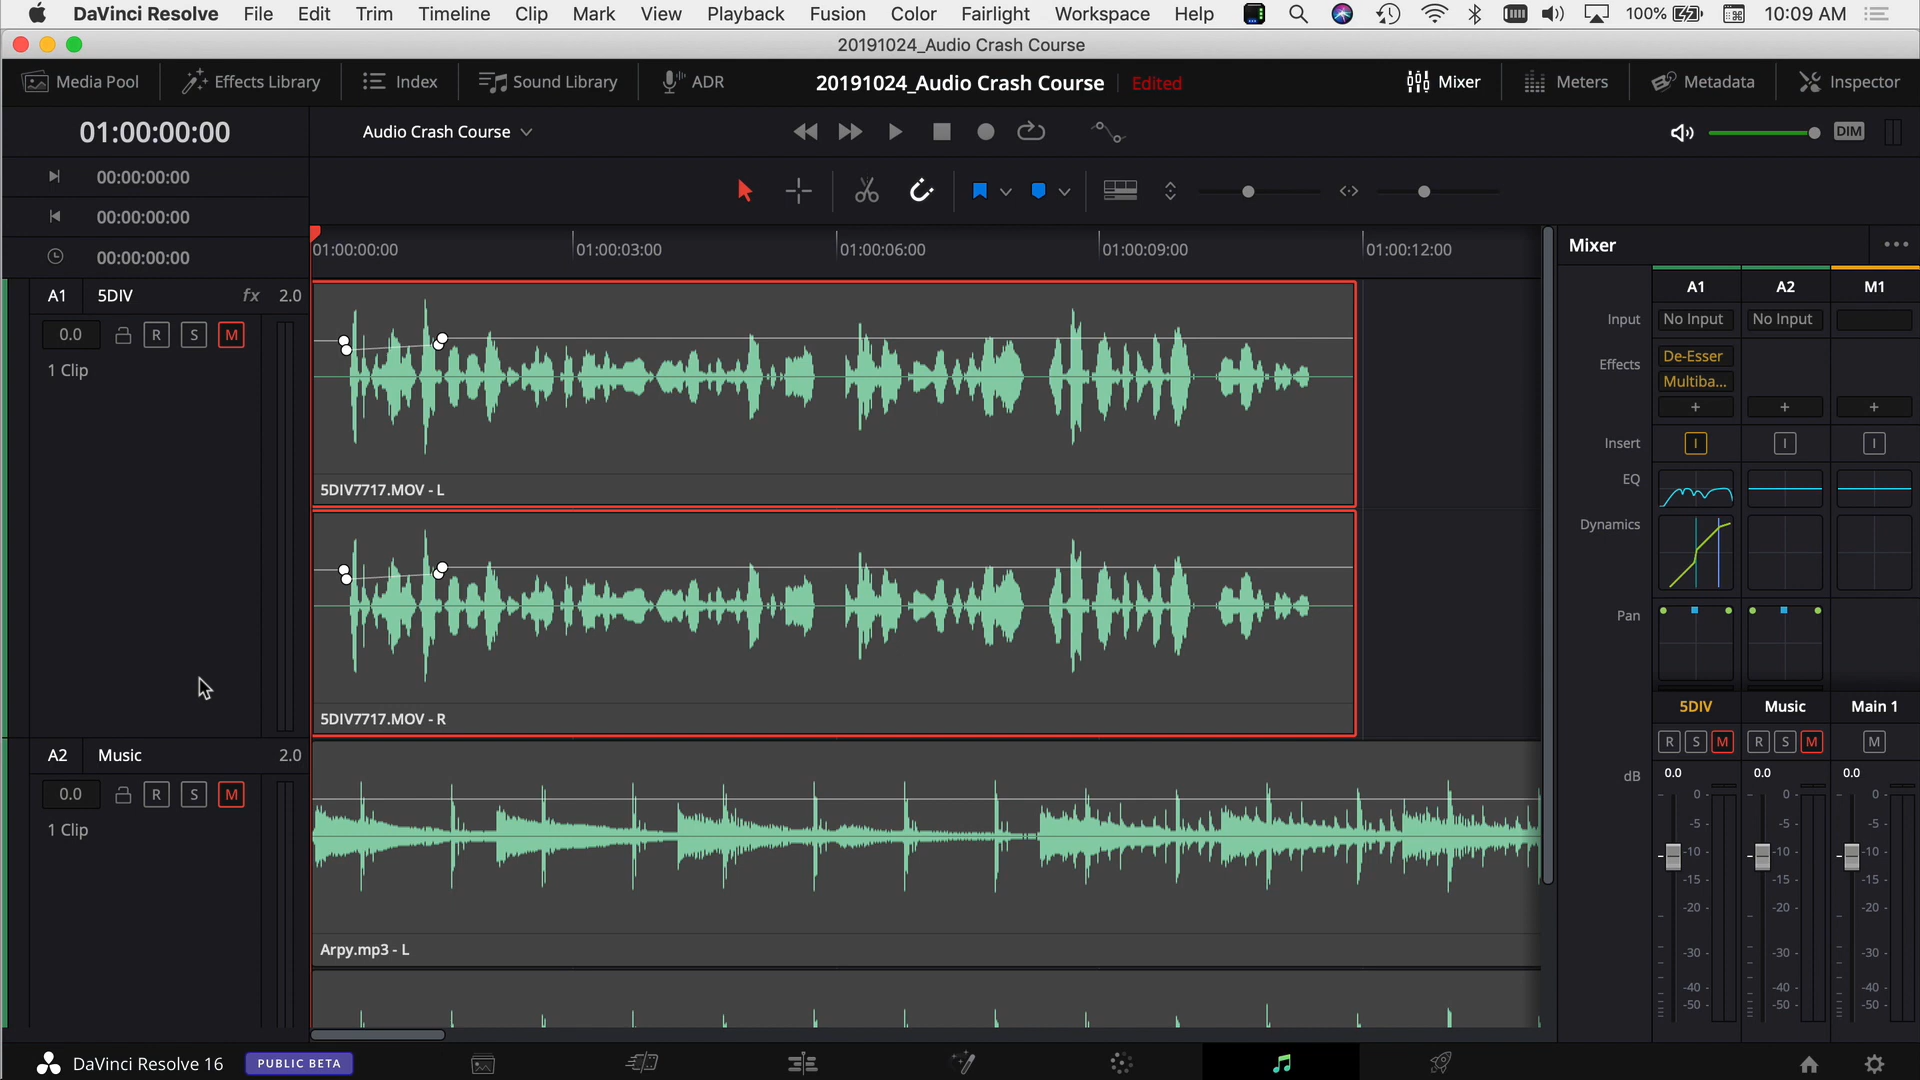 DaVinci Resolve File Edit Trim Timeline Clip Mark View Playback Fusion Color Fairlight Workspace Help 100% 10:09 AM
20191024_Audio Crash Course
Media Pool Effects Library Index Sound Library ADR 20191024_Audio Crash Course Edited Mixer Meters Metadata Inspector
01:00:00:00 Audio Crash Course DIM
00:00:00:00
00:00:00:00
00:00:00:00
01:00:00:00 01:00:03:00 01:00:06:00 01:00:09:00 01:00:12:00
Mixer
A1 5DIV fx 2.0
0.0 R S M
1 Clip
5DIV7717.MOV - L
5DIV7717.MOV - R
A2 Music 2.0
0.0 R S M
1 Clip
Arpy.mp3 - L
A1 A2 M1
Input No Input No Input
Effects De-Esser
Multiba...
+ + +
Insert I I I
EQ
Dynamics
Pan
5DIV Music Main 1
R S M R S M M
dB 0.0 0.0 0.0
0- 0- 0-
-5- -5- -5-
-10- -10- -10-
-15- -15- -15-
-20- -20- -20-
-30- -30- -30-
-40- -40- -40-
-50- -50- -50-
DaVinci Resolve 16 PUBLIC BETA